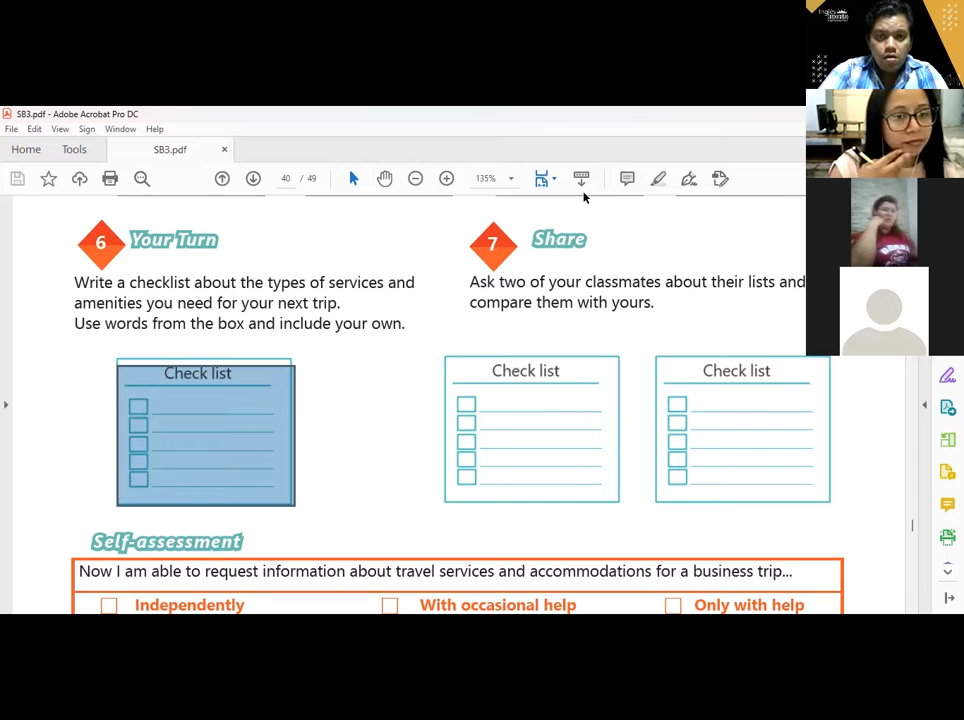 SB3.pdf - Adobe Acrobat Pro DC
File Edit View Sign Window Help
Home Tools SB3.pdf ×
40 / 49 135%
6 Your Turn
Write a checklist about the types of services and
amenities you need for your next trip.
Use words from the box and include your own.
Check list
7 Share
Ask two of your classmates about their lists and
compare them with yours.
Check list
Check list
Self-assessment
Now I am able to request information about travel services and accommodations for a business trip...
Independently With occasional help Only with help
Inglés